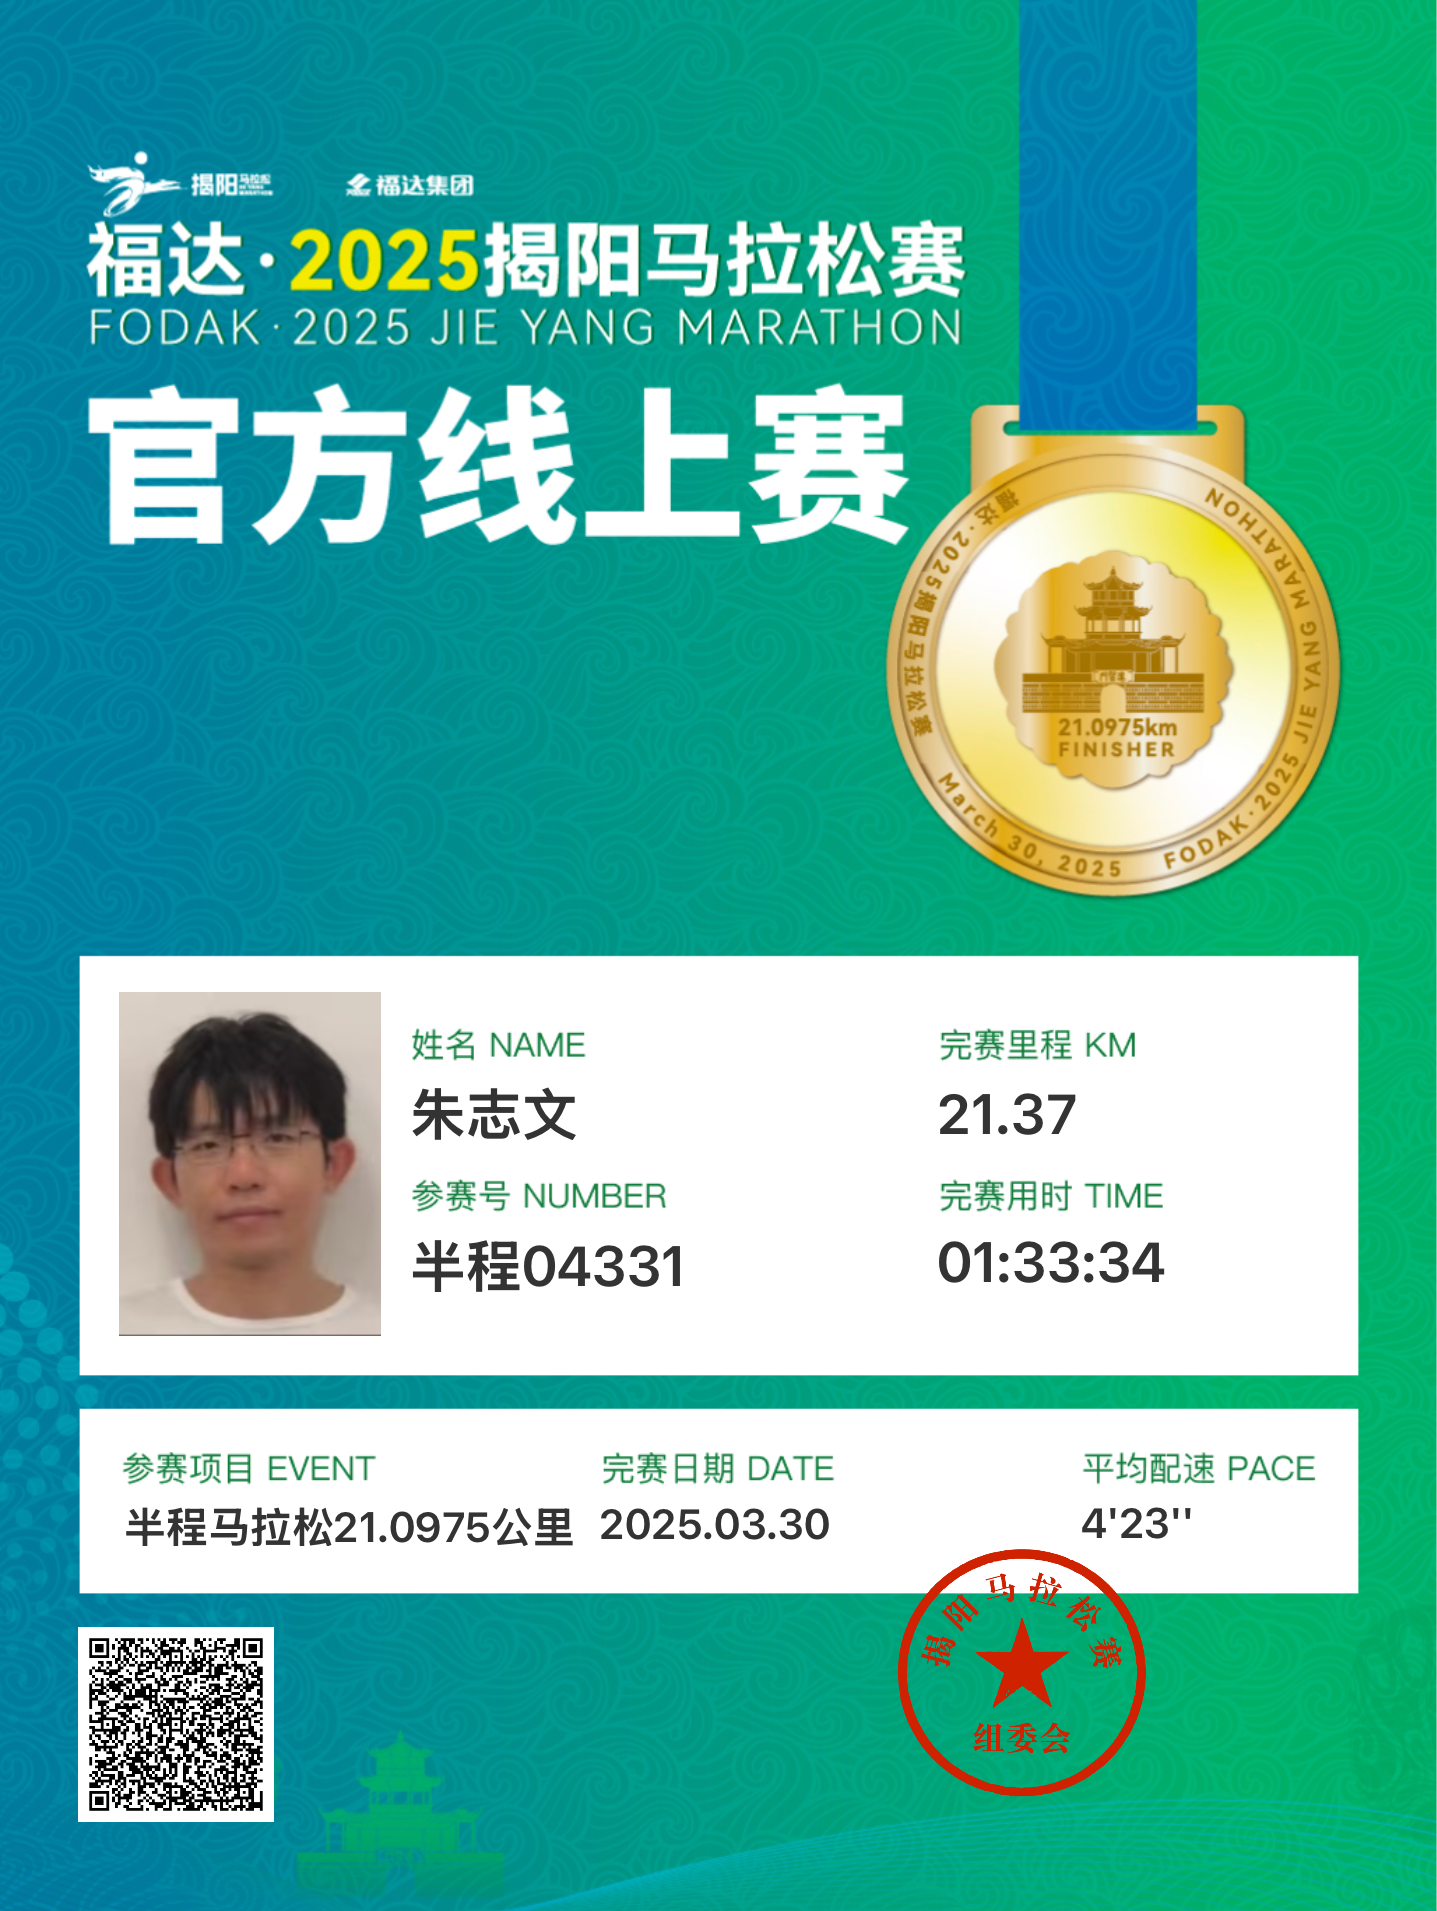 揭阳马拉松
JIE YANG
MARATHON
福达集团
福达·2025揭阳马拉松赛
FODAK·2025 JIE YANG MARATHON
官方线上赛
福达·2025揭阳马拉松赛
FODAK·2025 JIE YANG MARATHON
March 30, 2025
21.0975km
FINISHER
姓名 NAME
朱志文
完赛里程 KM
21.37
参赛号 NUMBER
半程04331
完赛用时 TIME
01:33:34
参赛项目 EVENT
半程马拉松21.0975公里
完赛日期 DATE
2025.03.30
平均配速 PACE
4'23''
揭阳马拉松赛
组委会